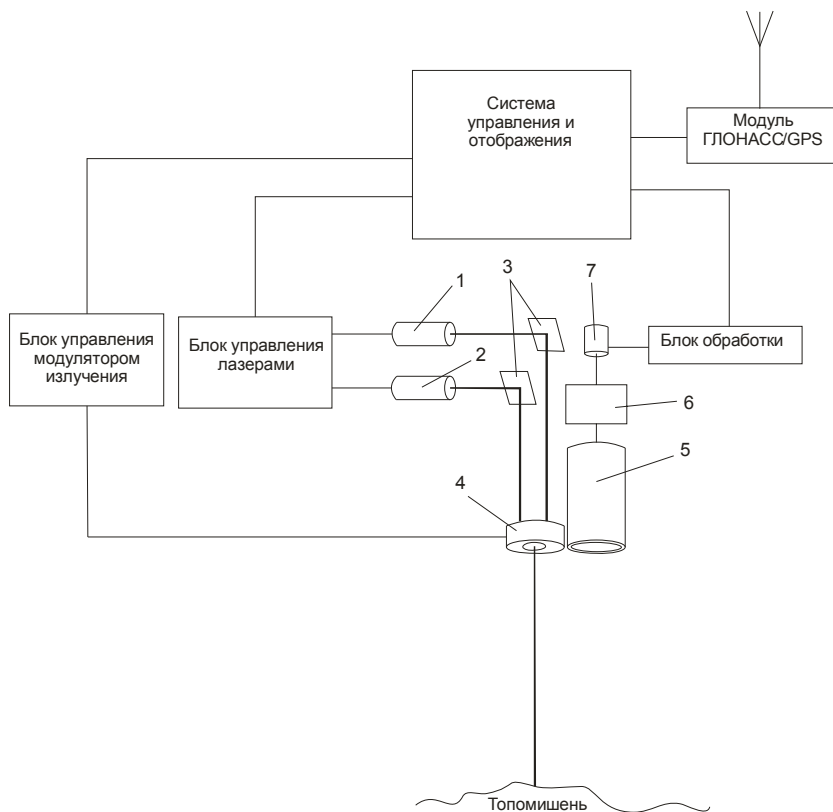 Система
управления и
отображения
Модуль
ГЛОНАСС/GPS
1
3
7
Блок управления
модулятором
излучения
Блок управления
лазерами
2
Блок обработки
6
5
4
Топомишень